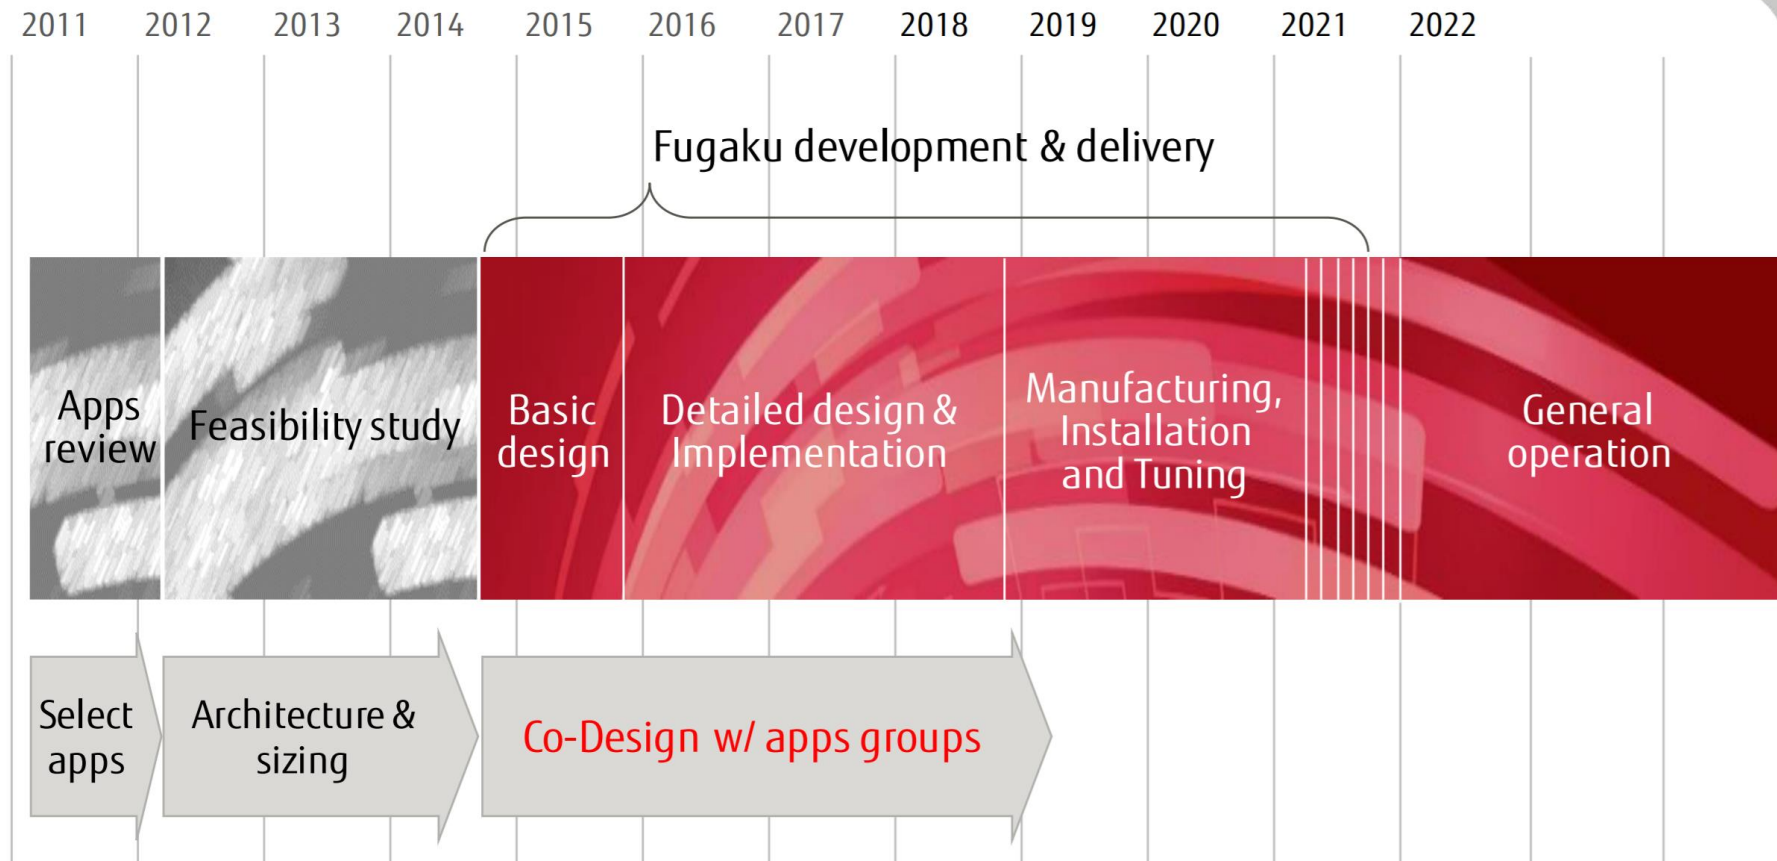 2011 2012 2013 2014 2015 2016 2017 2018 2019 2020 2021 2022
Fugaku development & delivery
Apps
review
Feasibility study
Basic
design
Detailed design &
Implementation
Manufacturing,
Installation
and Tuning
General
operation
Select
apps
Architecture &
sizing
Co-Design w/ apps groups